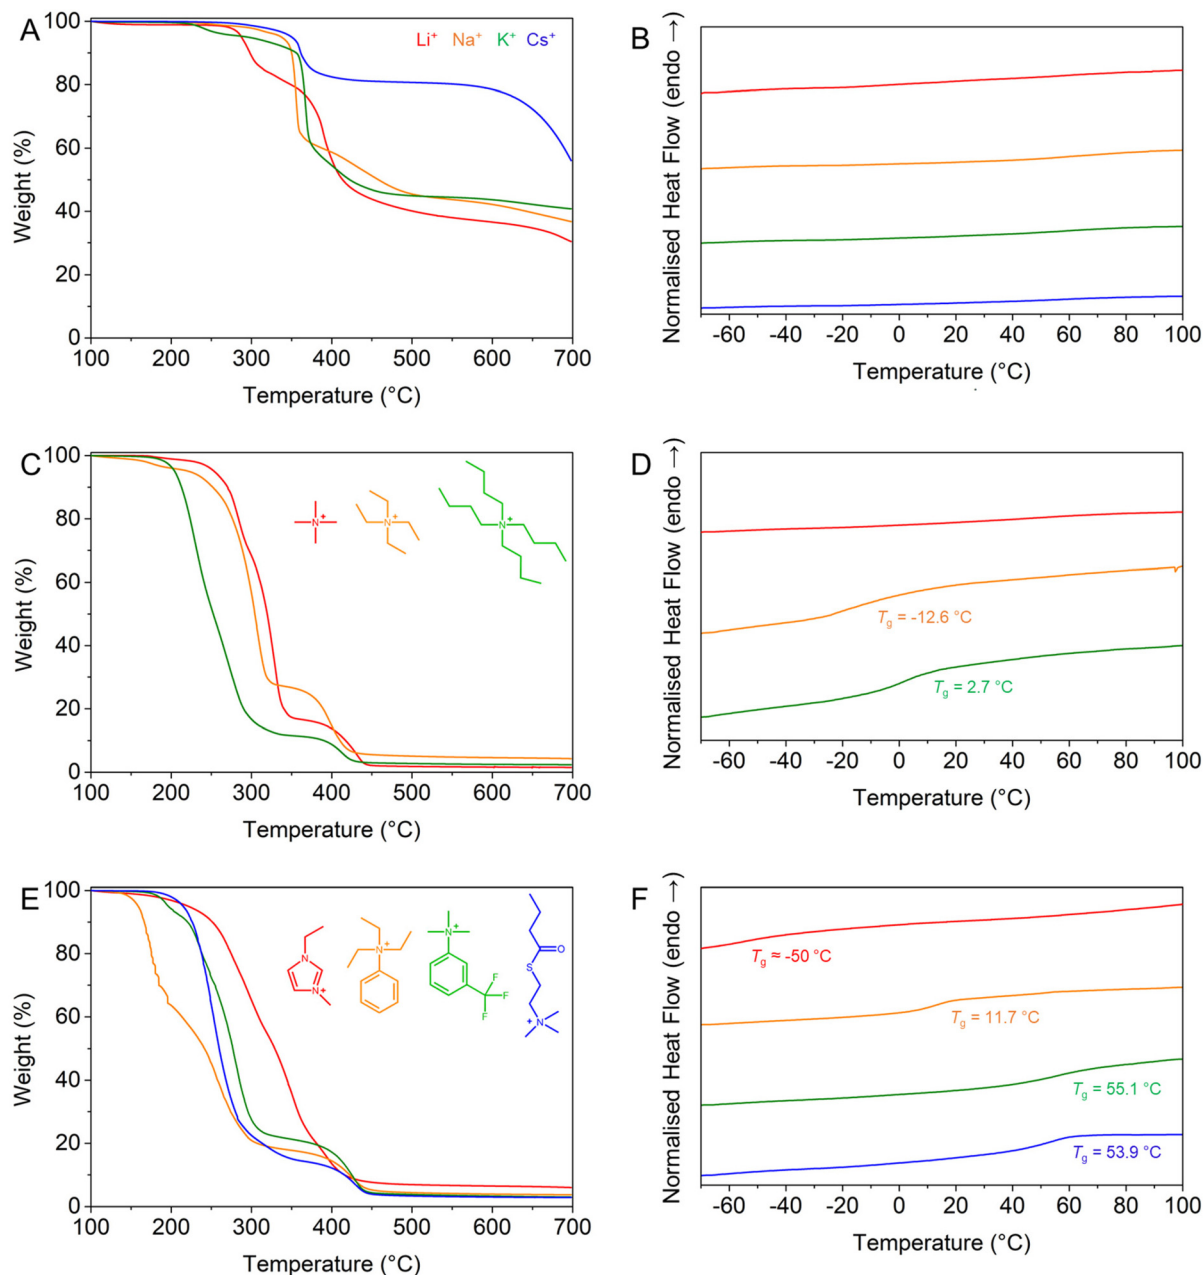 A
Li⁺ Na⁺ K⁺ Cs⁺
Weight (%)
100
80
60
40
20
0
100 200 300 400 500 600 700
Temperature (°C)
B
Normalised Heat Flow (endo →)
-60 -40 -20 0 20 40 60 80 100
Temperature (°C)
C
Weight (%)
100
80
60
40
20
0
N⁺ N⁺ N⁺
100 200 300 400 500 600 700
Temperature (°C)
D
Normalised Heat Flow (endo →)
Tg = -12.6 °C
Tg = 2.7 °C
-60 -40 -20 0 20 40 60 80 100
Temperature (°C)
E
Weight (%)
100
80
60
40
20
0
N
N⁺
N⁺
N⁺
F
F
F
O
S
N⁺
100 200 300 400 500 600 700
Temperature (°C)
F
Normalised Heat Flow (endo →)
Tg ≈ -50 °C
Tg = 11.7 °C
Tg = 55.1 °C
Tg = 53.9 °C
-60 -40 -20 0 20 40 60 80 100
Temperature (°C)